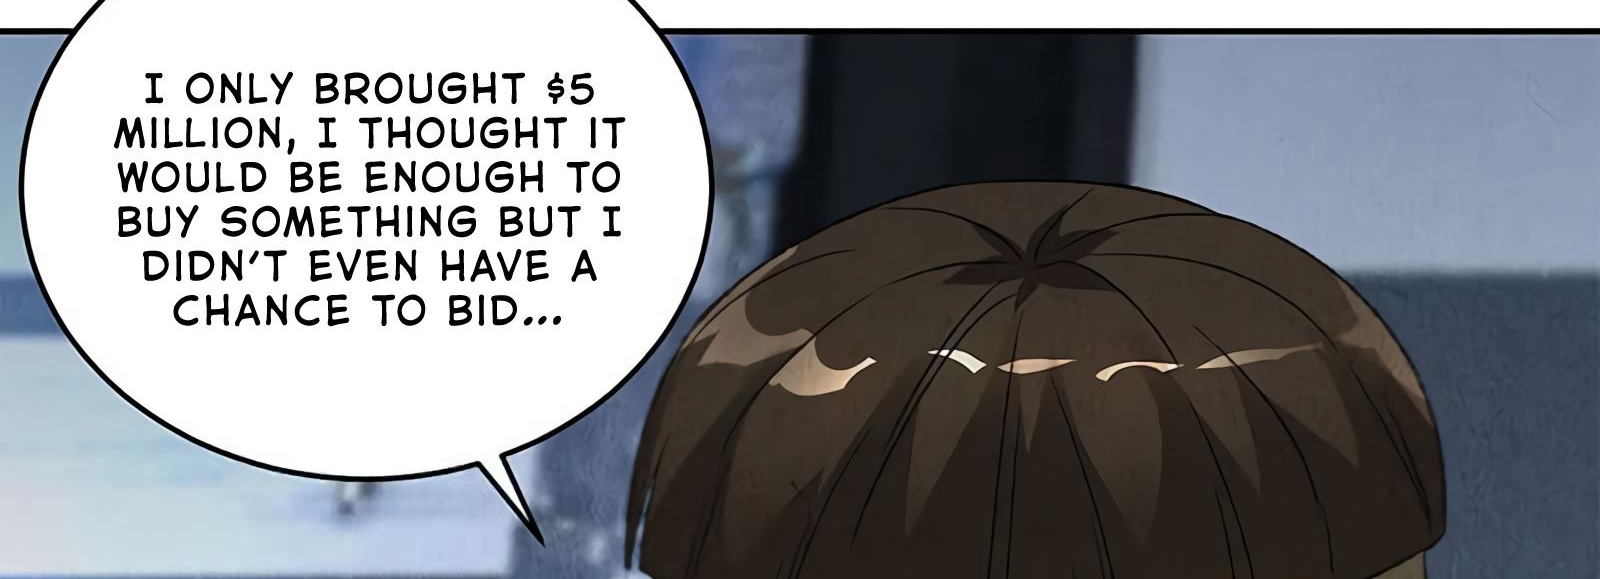 I ONLY BROUGHT $5
MILLION, I THOUGHT IT
WOULD BE ENOUGH TO
BUY SOMETHING BUT I
DIDN'T EVEN HAVE A
CHANCE TO BID...